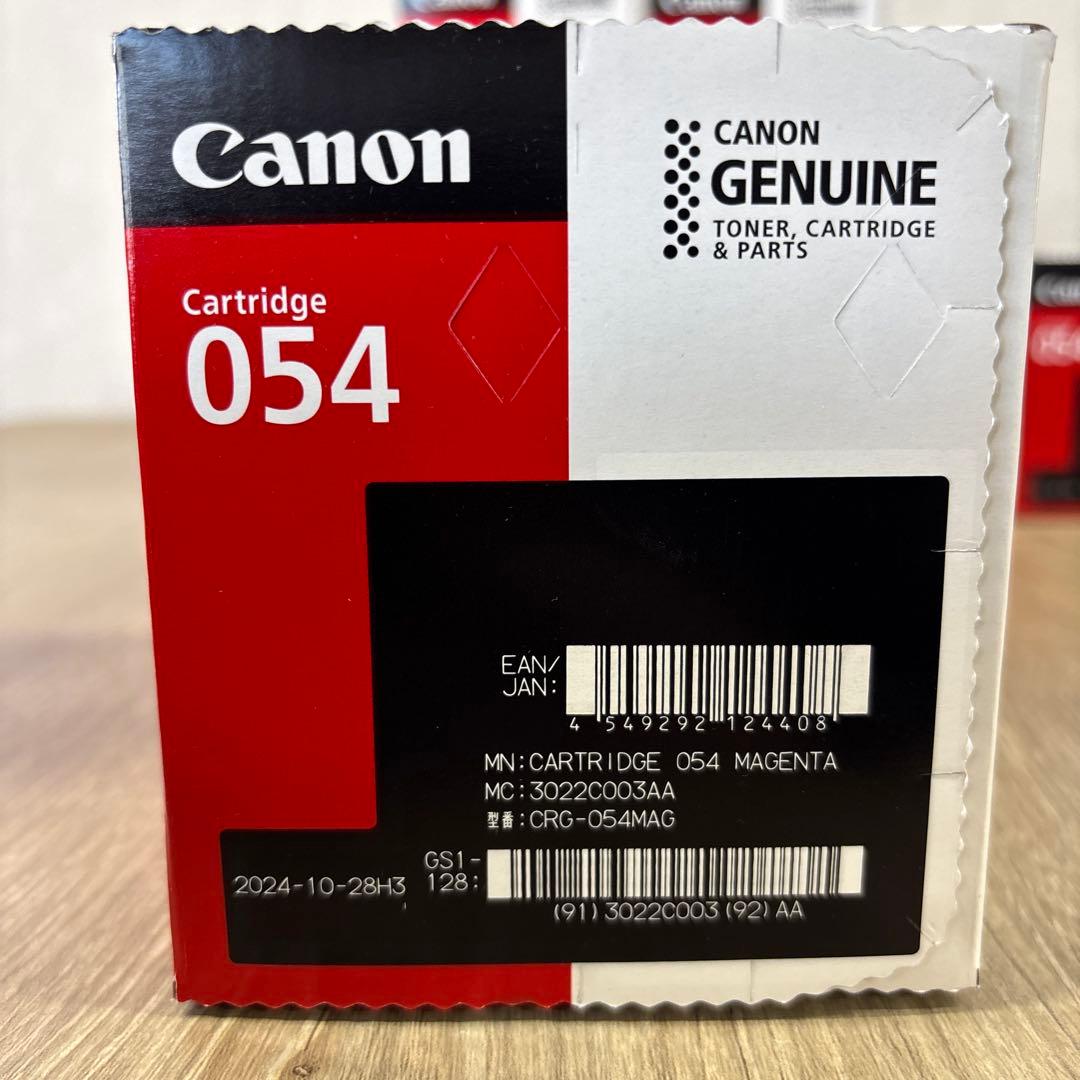 Canon
CANON
GENUINE
TONER, CARTRIDGE
& PARTS
Cartridge
054
EAN/
JAN:
4 549292 124408
MN:CARTRIDGE 054 MAGENTA
MC:3022C003AA
型番:CRG-054MAG
2024-10-28H3
GS1-
128:
(91)3022C003(92)AA